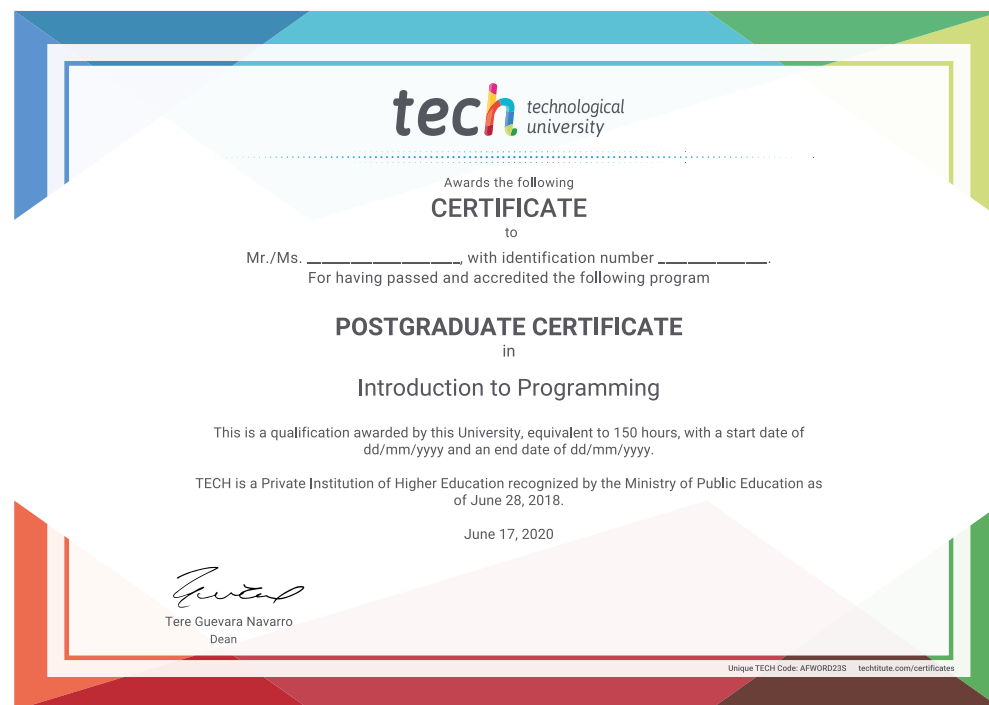 tech technological
university
Awards the following
CERTIFICATE
to
Mr./Ms. ____________________, with identification number ______________.
For having passed and accredited the following program
POSTGRADUATE CERTIFICATE
in
Introduction to Programming
This is a qualification awarded by this University, equivalent to 150 hours, with a start date of
dd/mm/yyyy and an end date of dd/mm/yyyy.
TECH is a Private Institution of Higher Education recognized by the Ministry of Public Education as
of June 28, 2018.
June 17, 2020
Tere Guevara Navarro
Dean
Unique TECH Code: AFWORD23S techtitute.com/certificates